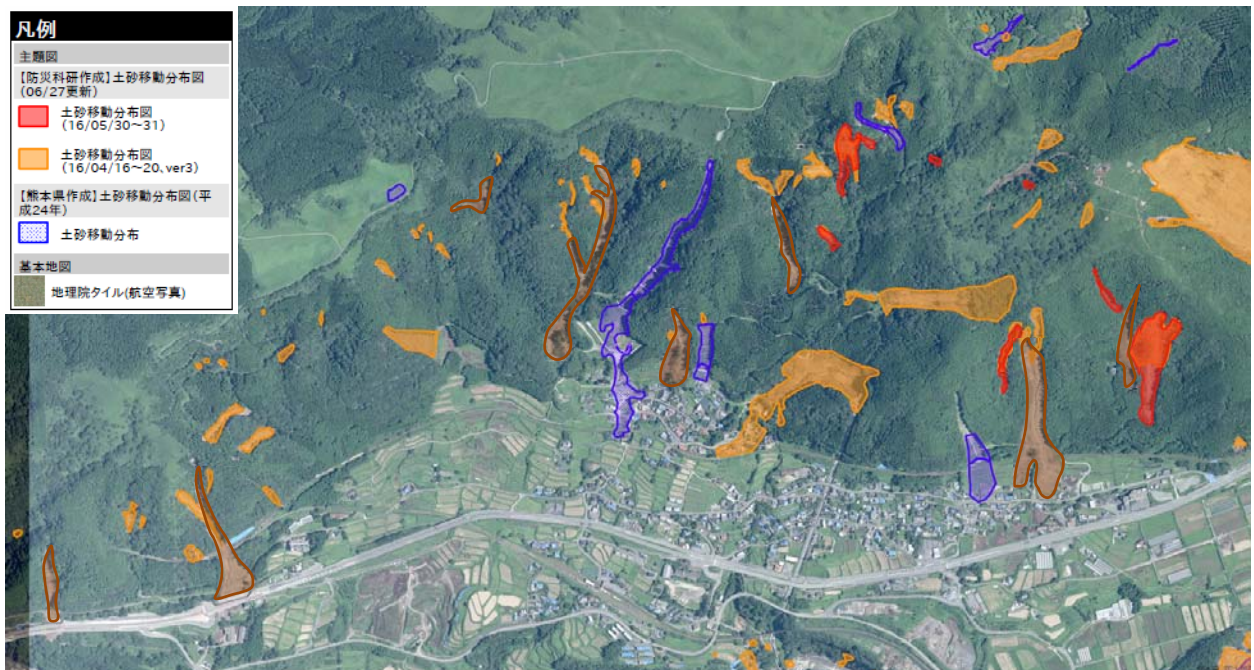 凡例
主題図
【防災科研作成】土砂移動分布図
(06/27更新)
土砂移動分布図
(16/05/30～31)
土砂移動分布図
(16/04/16～20、ver3)
【熊本県作成】土砂移動分布図(平
成24年)
土砂移動分布
基本地図
地理院タイル(航空写真)